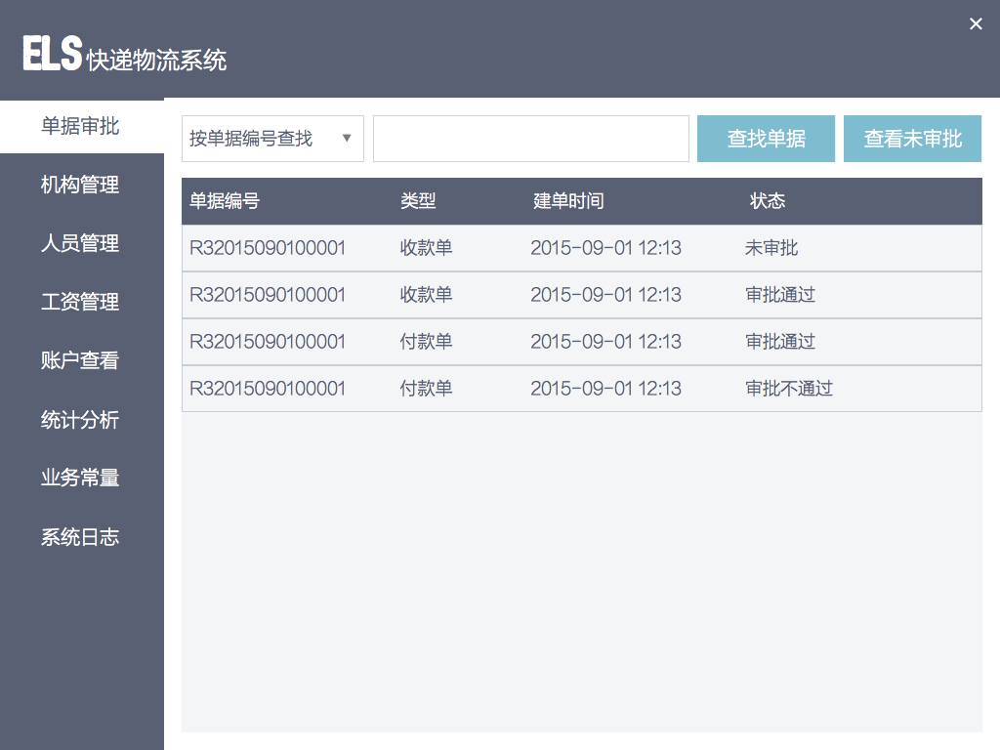 ×
ELS 快递物流系统
单据审批
机构管理
人员管理
工资管理
账户查看
统计分析
业务常量
系统日志
按单据编号查找 ▼ 查找单据 查看未审批
单据编号 类型 建单时间 状态
R32015090100001 收款单 2015-09-01 12:13 未审批
R32015090100001 收款单 2015-09-01 12:13 审批通过
R32015090100001 付款单 2015-09-01 12:13 审批通过
R32015090100001 付款单 2015-09-01 12:13 审批不通过